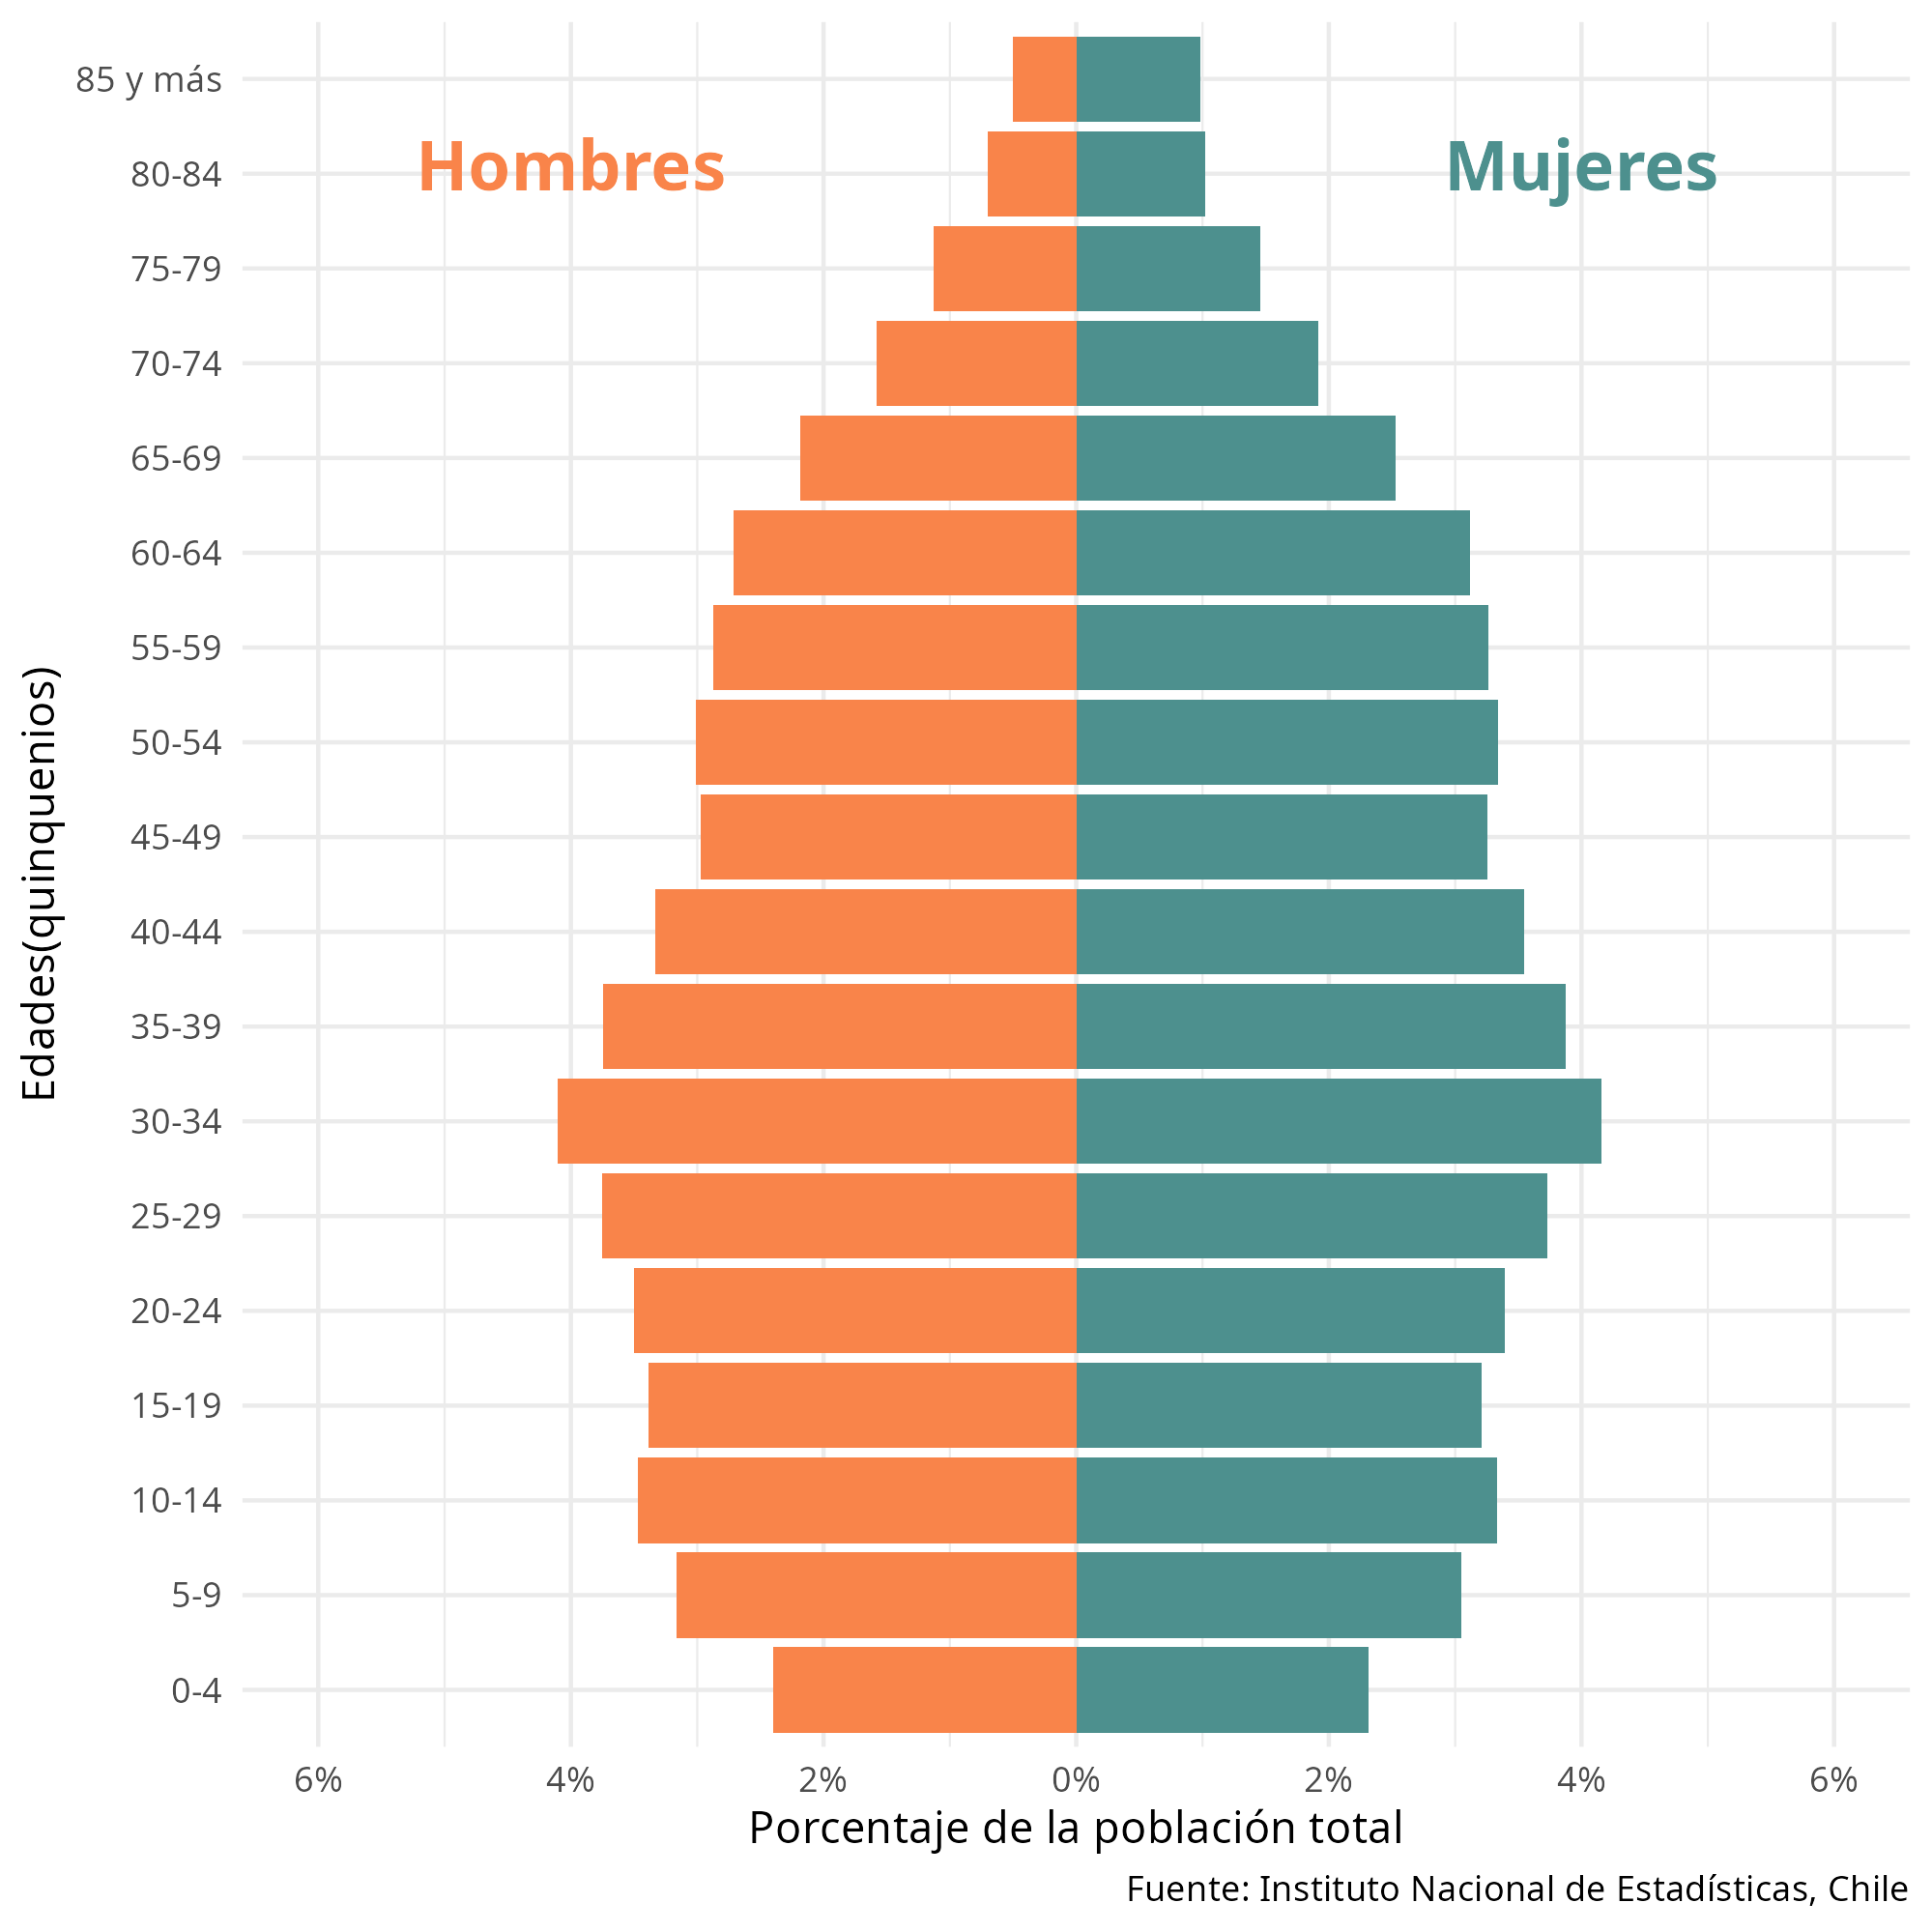 85 y más
Hombres
Mujeres
80-84
75-79
70-74
65-69
60-64
55-59
50-54
45-49
40-44
35-39
30-34
25-29
20-24
15-19
10-14
5-9
0-4
Edades(quinquenios)
6% 4% 2% 0% 2% 4% 6%
Porcentaje de la población total
Fuente: Instituto Nacional de Estadísticas, Chile